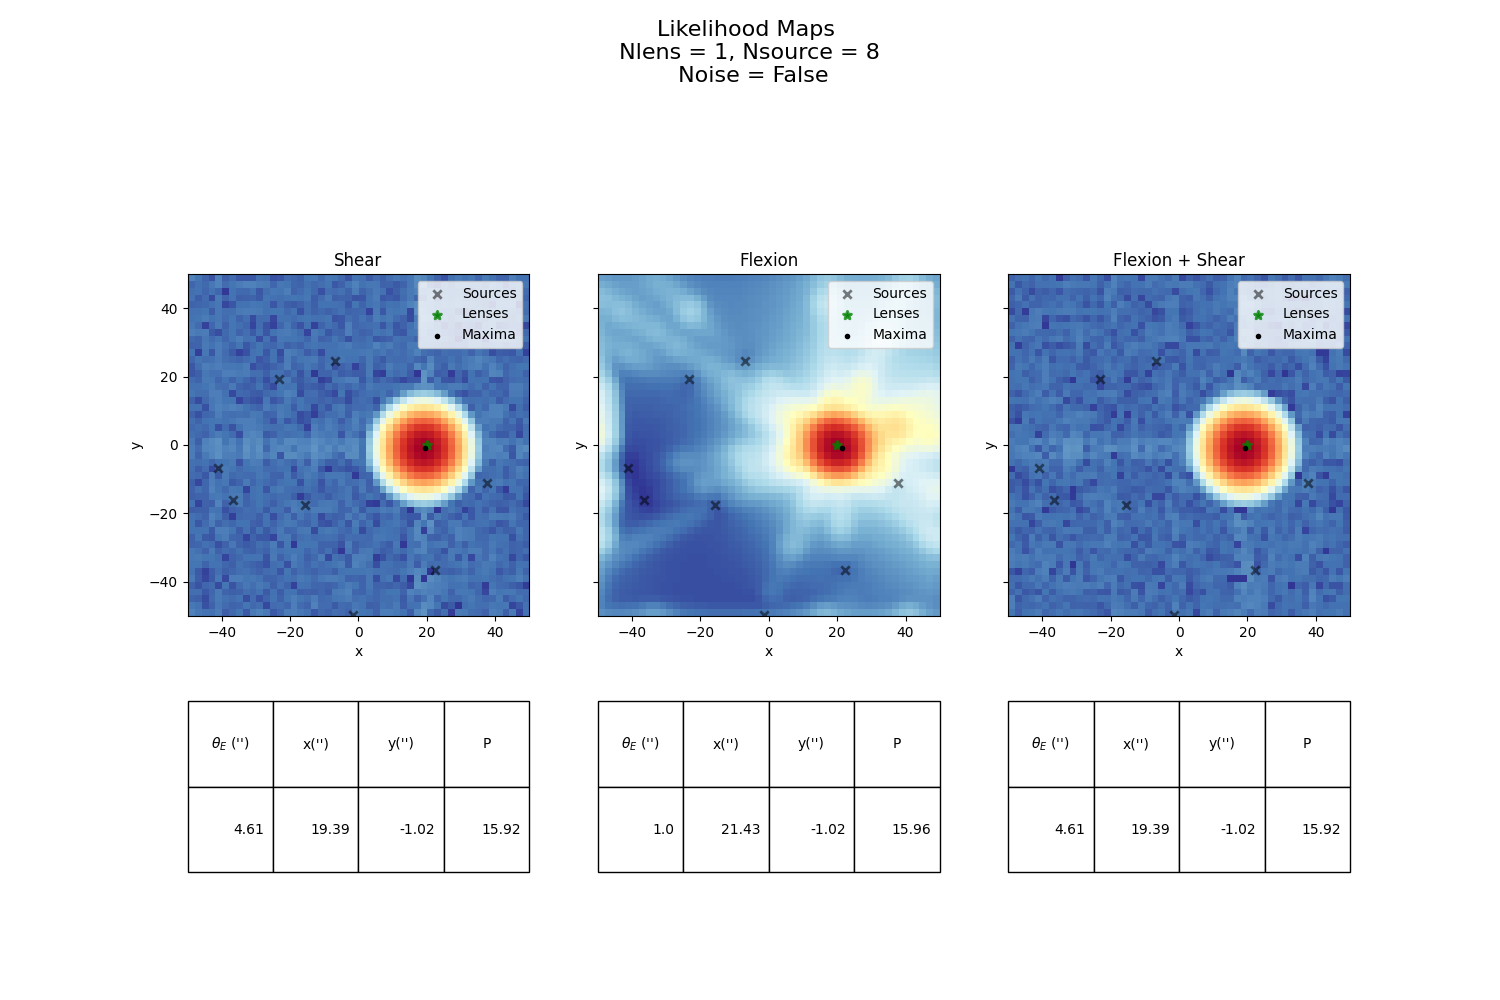 Likelihood Maps
Nlens = 1, Nsource = 8
Noise = False
Shear
Flexion
Flexion + Shear
Sources
Lenses
Maxima
Sources
Lenses
Maxima
Sources
Lenses
Maxima
y
40
20
0
−20
−40
y
y
−40 −20 0 20 40
−40 −20 0 20 40
−40 −20 0 20 40
x
x
x
θ_E ('') x('') y('') P
4.61 19.39 -1.02 15.92
θ_E ('') x('') y('') P
1.0 21.43 -1.02 15.96
θ_E ('') x('') y('') P
4.61 19.39 -1.02 15.92